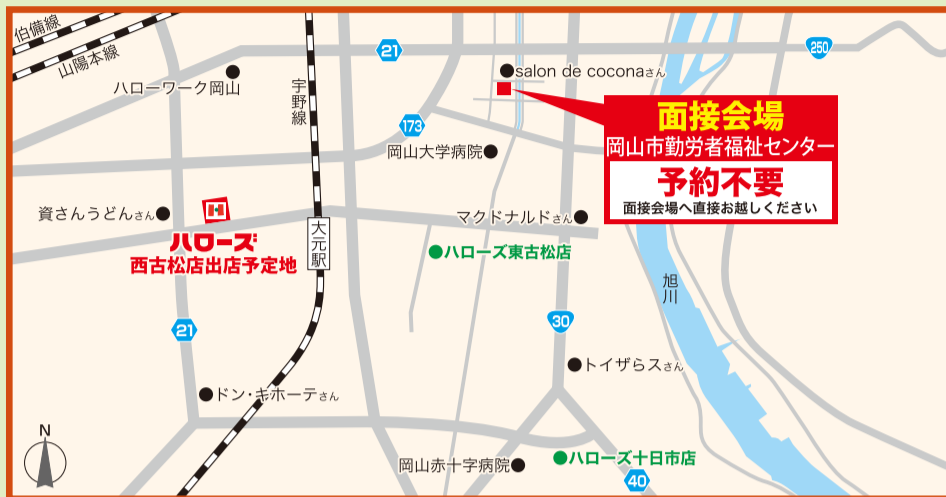 伯備線
山陽本線
21
250
ハローワーク岡山
宇野線
salon de coconaさん
173
面接会場
岡山市勤労者福祉センター
予約不要
面接会場へ直接お越しください
岡山大学病院
資さんうどんさん
ハローズ
西古松店出店予定地
大元駅
マクドナルドさん
ハローズ東古松店
旭川
21
30
トイザらスさん
ドン・キホーテさん
N
岡山赤十字病院
ハローズ十日市店
40